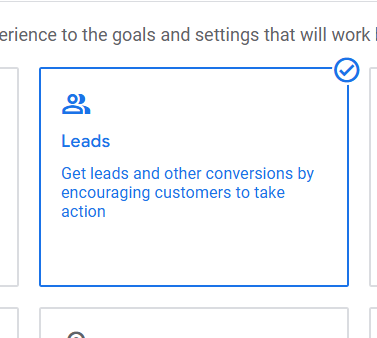 erience to the goals and settings that will work
Leads
Get leads and other conversions by
encouraging customers to take
action